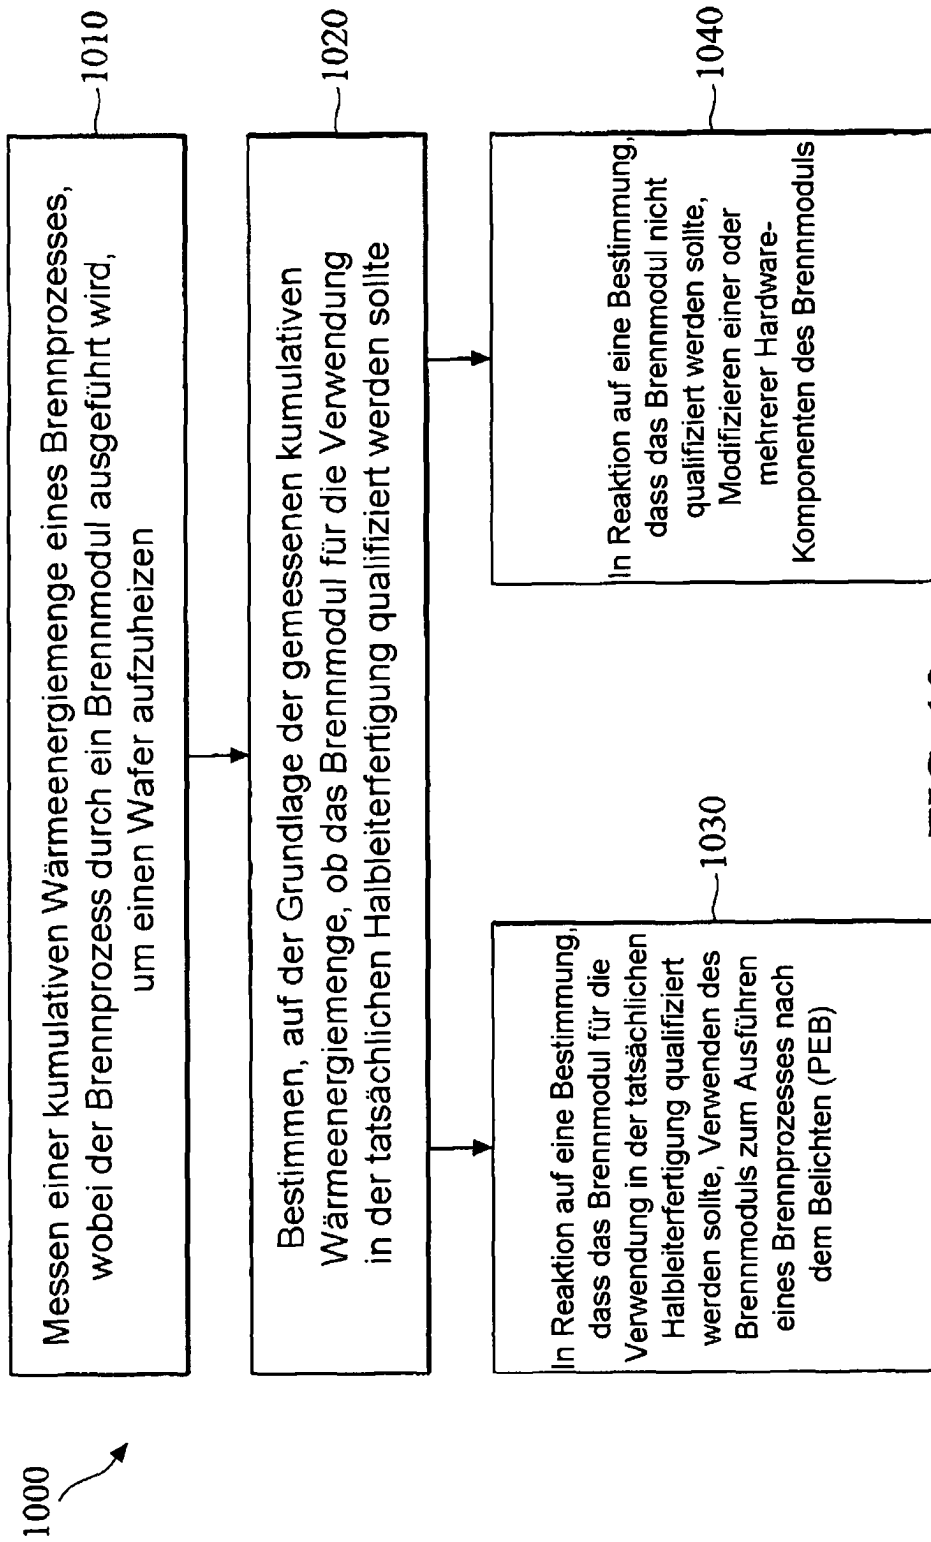 1000
Messen einer kumulativen Wärmeenergiemenge eines Brennprozesses,
wobei der Brennprozess durch ein Brennmodul ausgeführt wird,
um einen Wafer aufzuheizen
1010
Bestimmen, auf der Grundlage der gemessenen kumulativen
Wärmeenergiemenge, ob das Brennmodul für die Verwendung
in der tatsächlichen Halbleiterfertigung qualifiziert werden sollte
1020
In Reaktion auf eine Bestimmung,
dass das Brennmodul für die
Verwendung in der tatsächlichen
Halbleiterfertigung qualifiziert
werden sollte, Verwenden des
Brennmoduls zum Ausführen
eines Brennprozesses nach
dem Belichten (PEB)
1030
In Reaktion auf eine Bestimmung,
dass das Brennmodul nicht
qualifiziert werden sollte,
Modifizieren einer oder
mehrerer Hardware-
Komponenten des Brennmoduls
1040